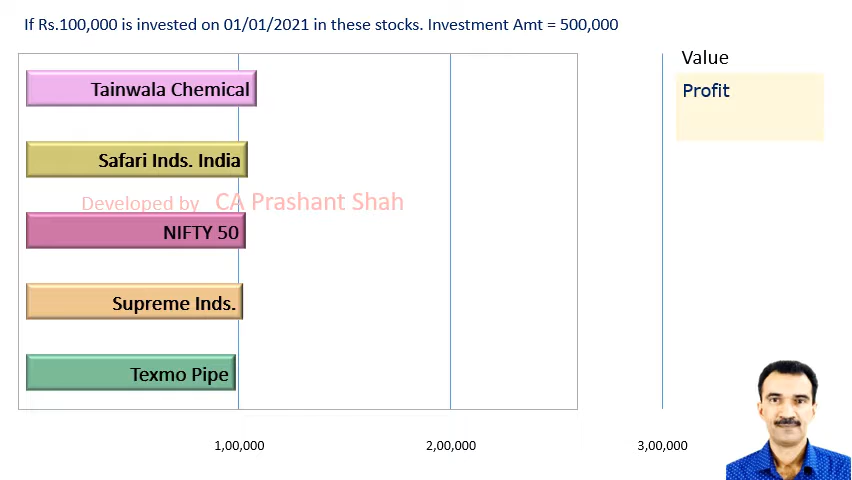 If Rs.100,000 is invested on 01/01/2021 in these stocks. Investment Amt = 500,000
Value
Profit
Tainwala Chemical
Safari Inds. India
Developed by CA Prashant Shah
NIFTY 50
Supreme Inds.
Texmo Pipe
1,00,000 2,00,000 3,00,000